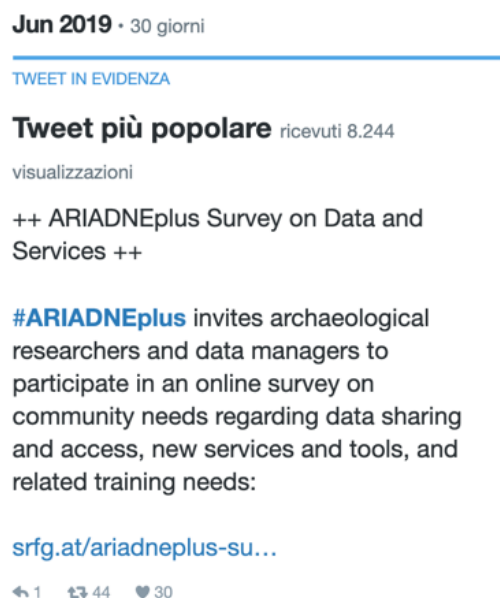 Jun 2019 · 30 giorni
TWEET IN EVIDENZA
Tweet più popolare ricevuti 8.244
visualizzazioni
++ ARIADNEplus Survey on Data and
Services ++
#ARIADNEplus invites archaeological
researchers and data managers to
participate in an online survey on
community needs regarding data sharing
and access, new services and tools, and
related training needs:
srfg.at/ariadneplus-su…
1 44 30